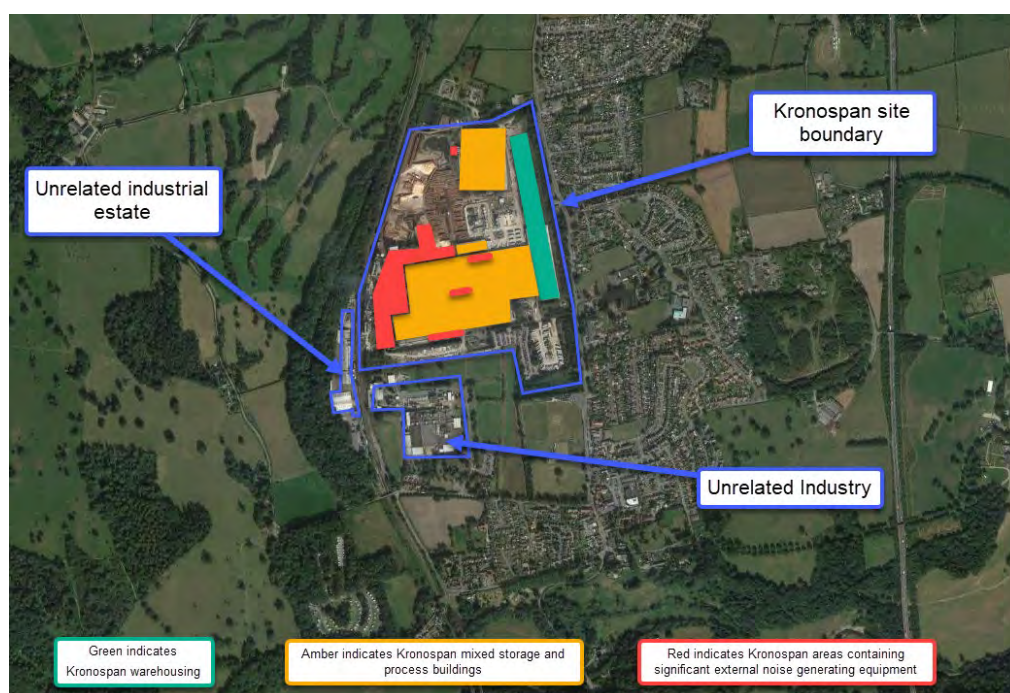 Kronospan site
boundary
Unrelated industrial
estate
Unrelated Industry
Green indicates
Kronospan warehousing
Amber indicates Kronospan mixed storage and
process buildings
Red indicates Kronospan areas containing
significant external noise generating equipment